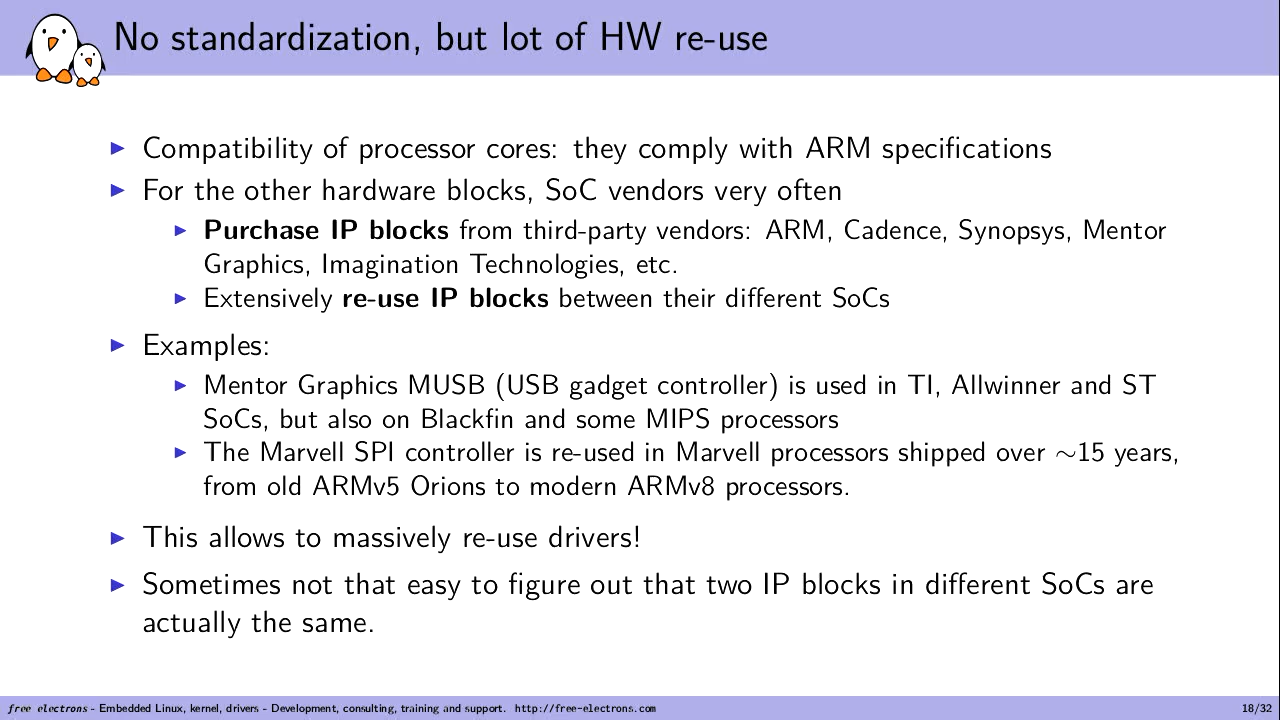 No standardization, but lot of HW re-use
▶ Compatibility of processor cores: they comply with ARM specifications
▶ For the other hardware blocks, SoC vendors very often
▶ Purchase IP blocks from third-party vendors: ARM, Cadence, Synopsys, Mentor
Graphics, Imagination Technologies, etc.
▶ Extensively re-use IP blocks between their different SoCs
▶ Examples:
▶ Mentor Graphics MUSB (USB gadget controller) is used in TI, Allwinner and ST
SoCs, but also on Blackfin and some MIPS processors
▶ The Marvell SPI controller is re-used in Marvell processors shipped over ∼15 years,
from old ARMv5 Orions to modern ARMv8 processors.
▶ This allows to massively re-use drivers!
▶ Sometimes not that easy to figure out that two IP blocks in different SoCs are
actually the same.
free electrons - Embedded Linux, kernel, drivers - Development, consulting, training and support. http://free-electrons.com 18/32